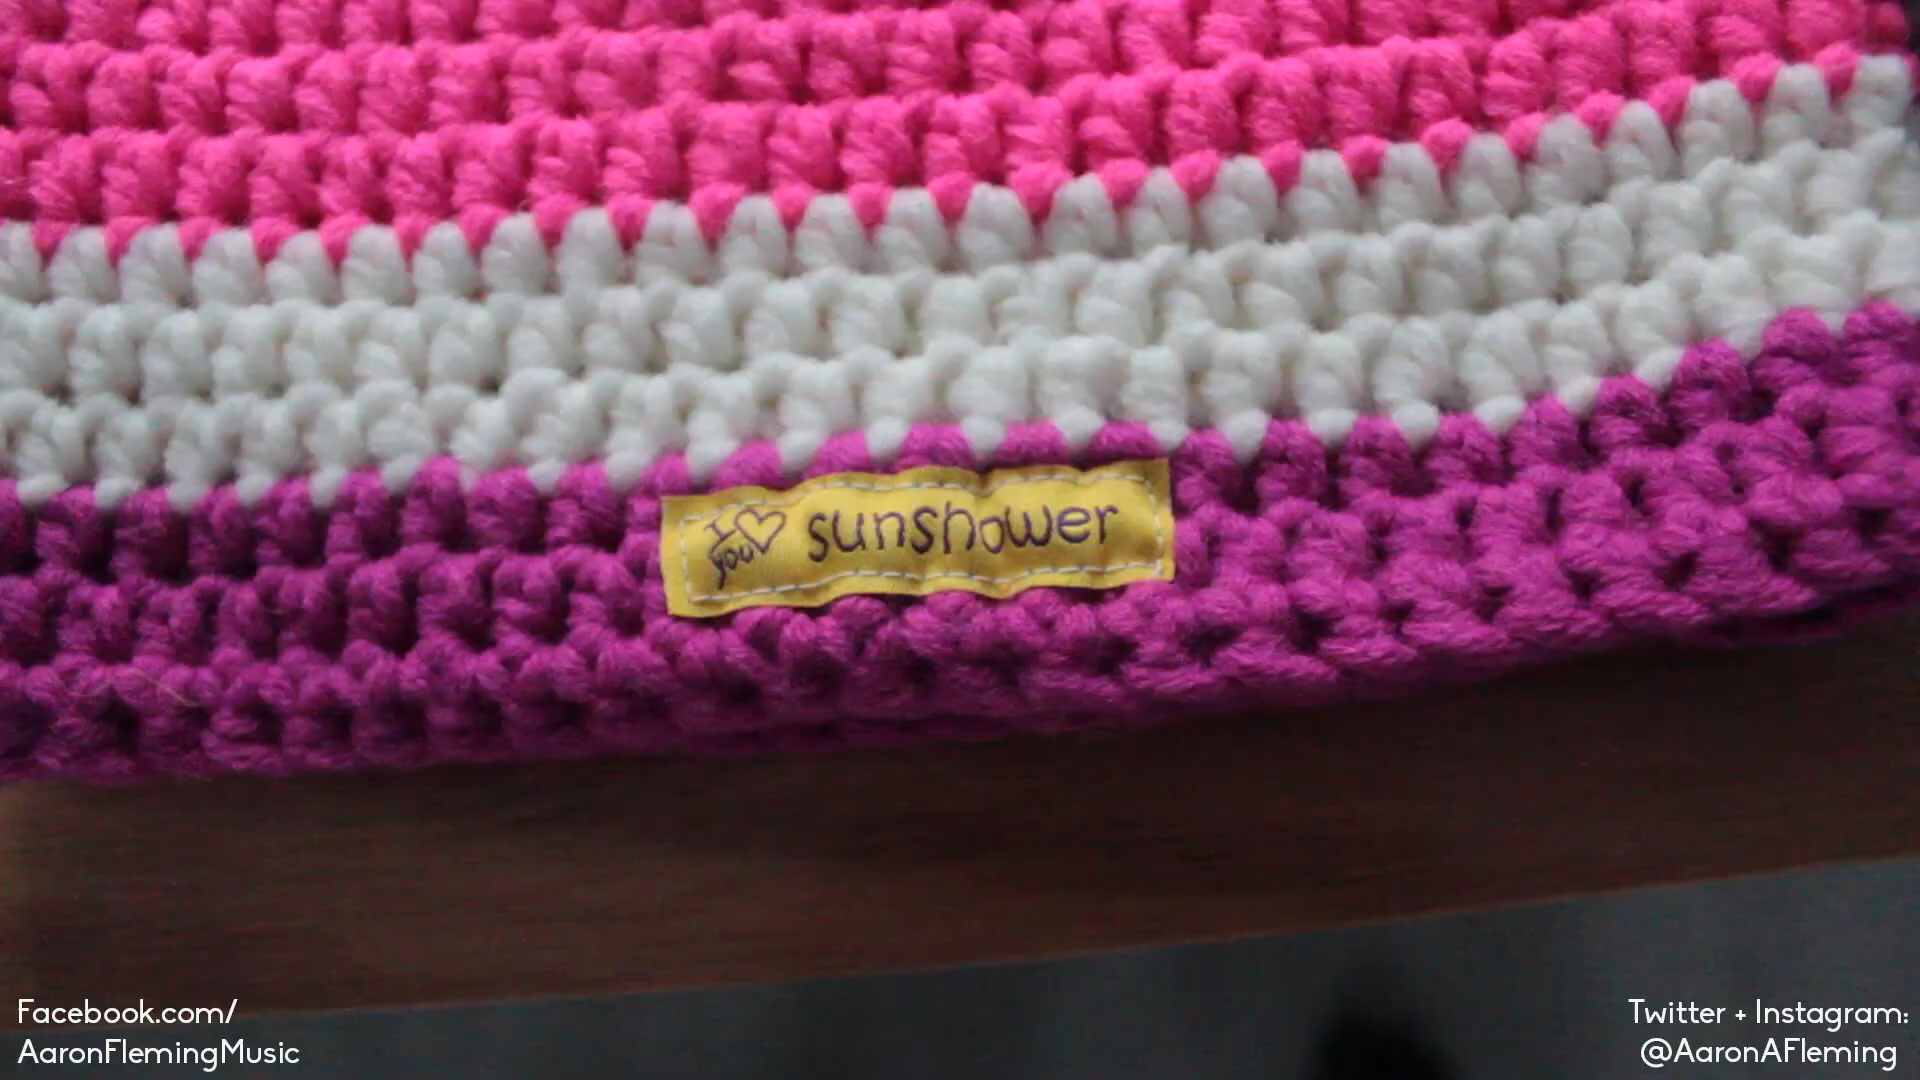 I ♡ you sunshower
Facebook.com/
AaronFlemingMusic
Twitter + Instagram:
@AaronAFleming